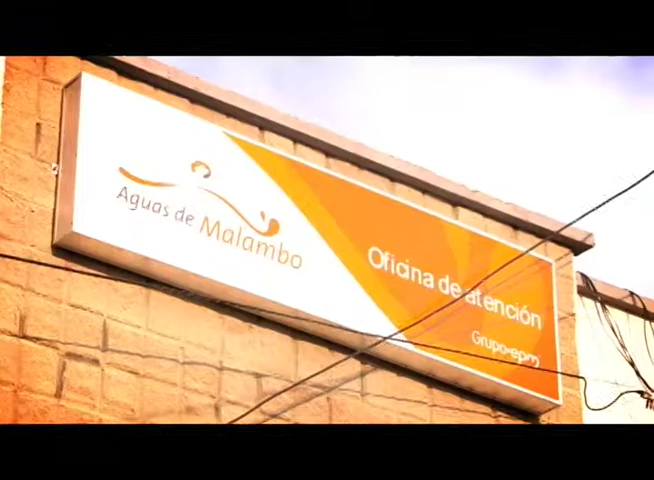 Aguas de
Malambo
Oficina de atención
Grupo·epm